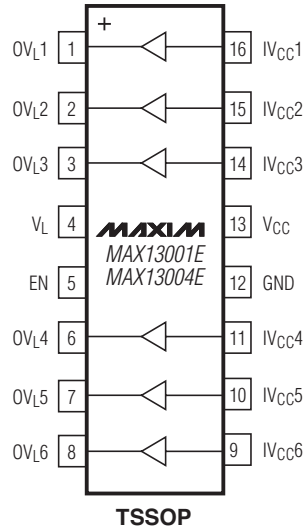 +
OVL1 1 16 IVCC1
OVL2 2 15 IVCC2
OVL3 3 14 IVCC3
VL 4 MAXIM 13 VCC
MAX13001E
EN 5 MAX13004E 12 GND
OVL4 6 11 IVCC4
OVL5 7 10 IVCC5
OVL6 8 9 IVCC6
TSSOP